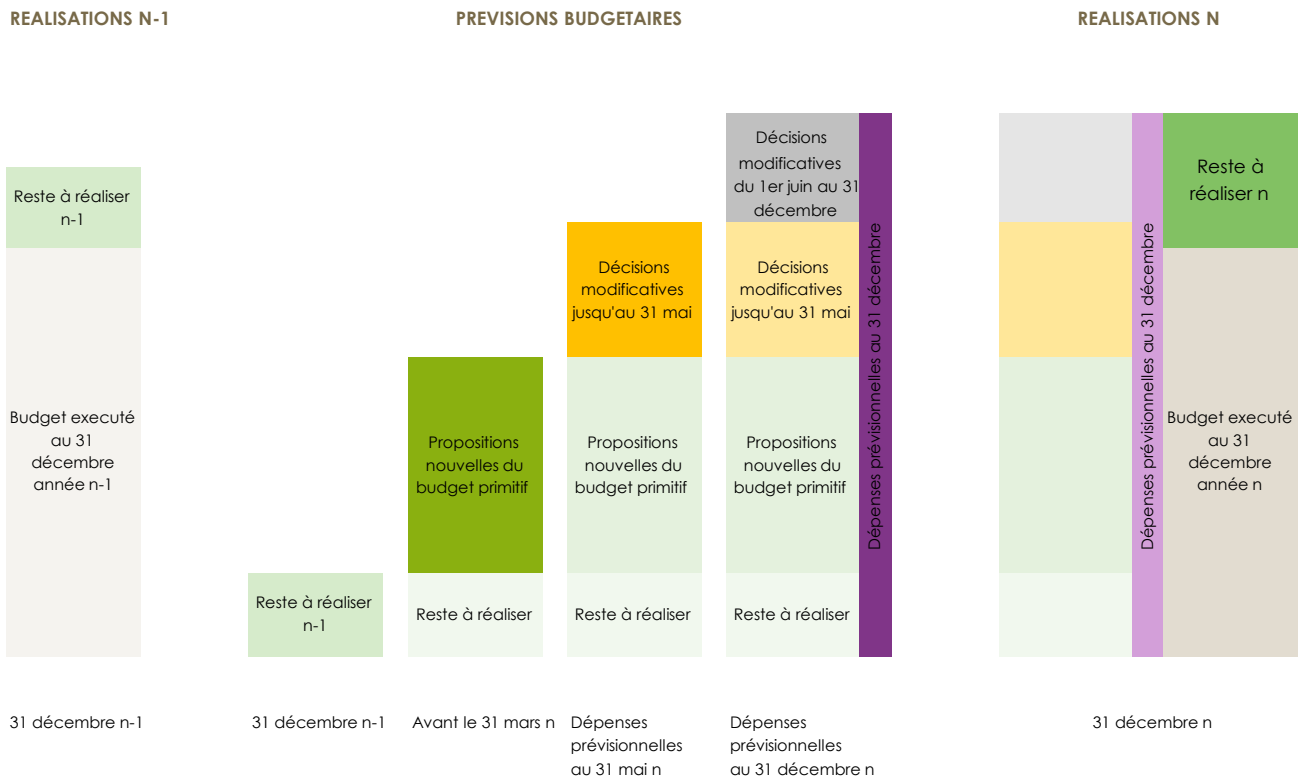 REALISATIONS N-1
PREVISIONS BUDGETAIRES
REALISATIONS N
Reste à réaliser
n-1
Budget executé
au 31
décembre
année n-1
31 décembre n-1
Reste à réaliser
n-1
31 décembre n-1
Propositions
nouvelles du
budget primitif
Reste à réaliser
Avant le 31 mars n
Décisions
modificatives
jusqu'au 31 mai
Propositions
nouvelles du
budget primitif
Reste à réaliser
Dépenses
prévisionnelles
au 31 mai n
Décisions
modificatives
du 1er juin au 31
décembre
Décisions
modificatives
jusqu'au 31 mai
Propositions
nouvelles du
budget primitif
Reste à réaliser
Dépenses prévisionnelles au 31 décembre
Dépenses
prévisionnelles
au 31 décembre n
Dépenses prévisionnelles au 31 décembre
Reste à
réaliser n
Budget executé
au 31
décembre
année n
31 décembre n